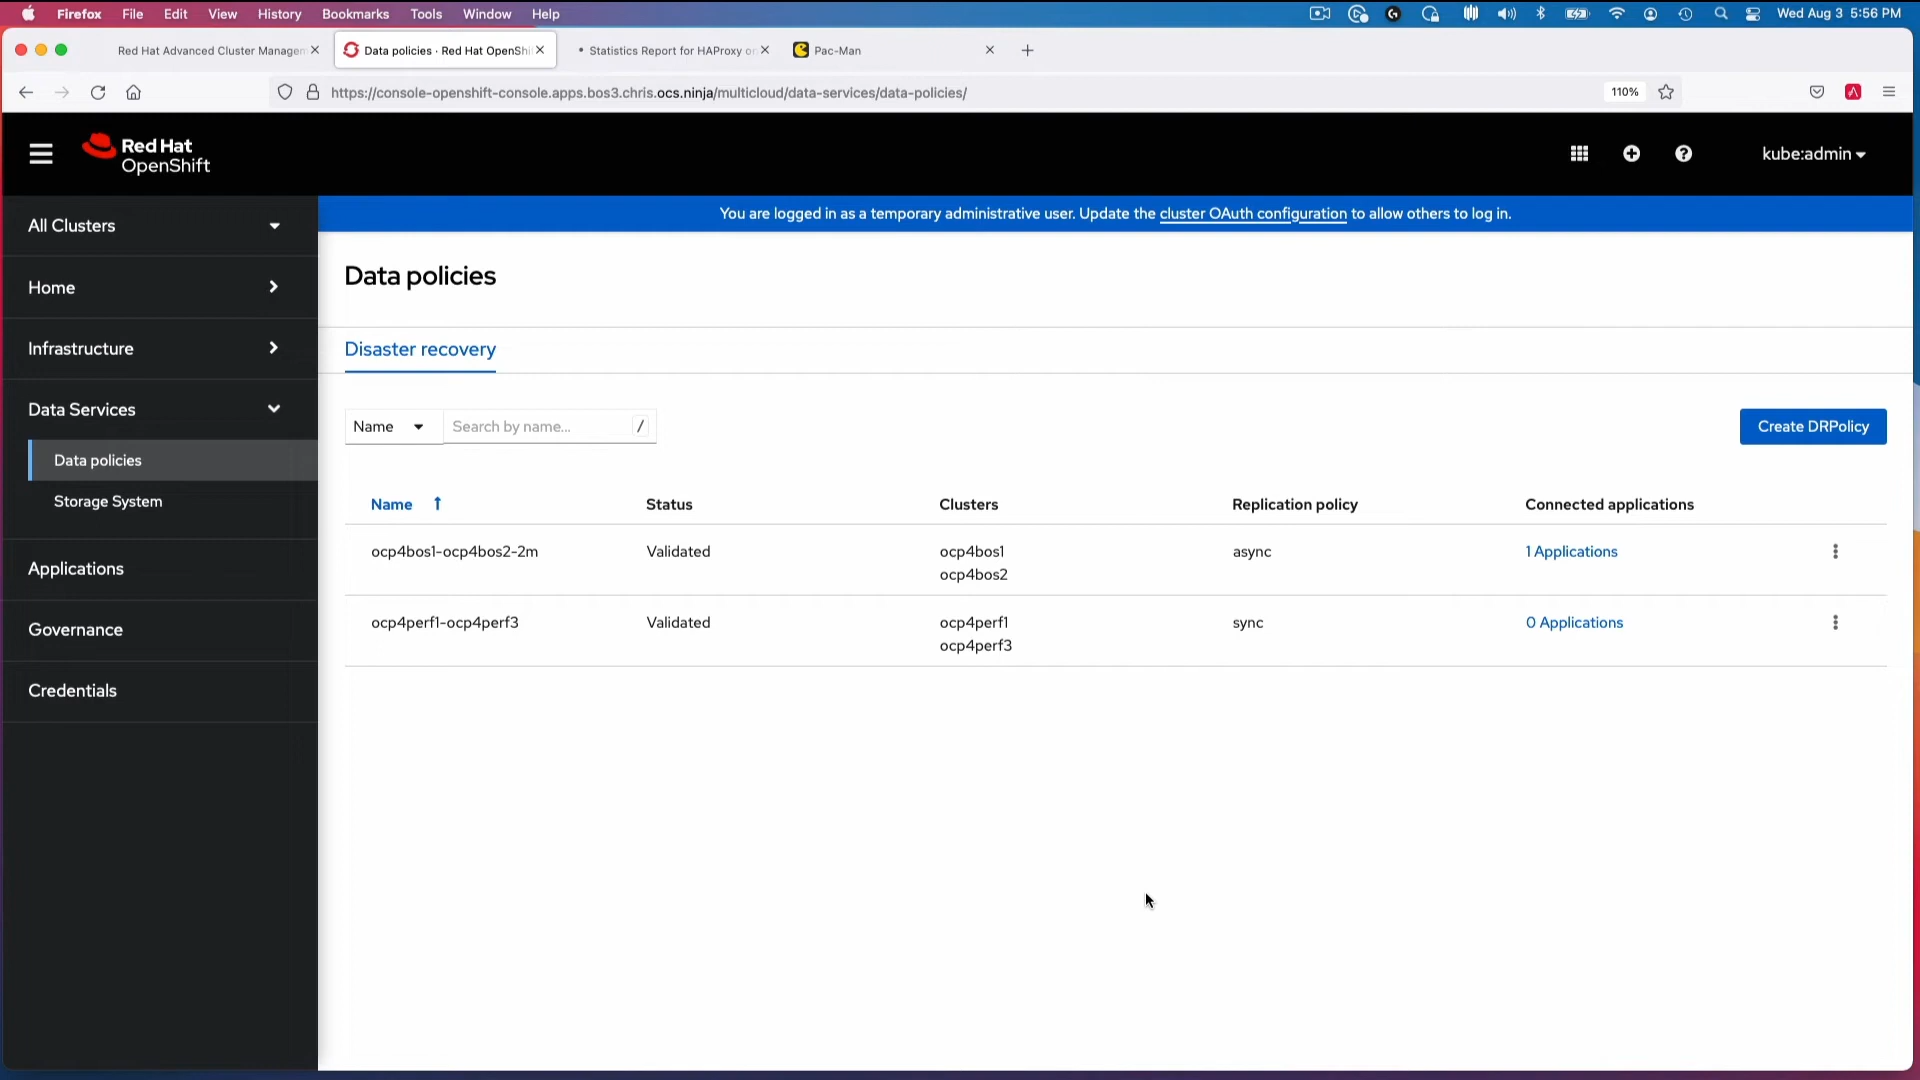 Firefox File Edit View History Bookmarks Tools Window Help Wed Aug 3 5:56 PM
Red Hat Advanced Cluster Managem
Data policies · Red Hat OpenShi
Statistics Report for HAProxy o
Pac-Man
https://console-openshift-console.apps.bos3.chris.ocs.ninja/multicloud/data-services/data-policies/
110%
Red Hat
OpenShift
kube:admin
You are logged in as a temporary administrative user. Update the cluster OAuth configuration to allow others to log in.
All Clusters
Home
Infrastructure
Data Services
Data policies
Storage System
Applications
Governance
Credentials
Data policies
Disaster recovery
Name Search by name... /
Create DRPolicy
Name Status Clusters Replication policy Connected applications
ocp4bos1-ocp4bos2-2m Validated ocp4bos1 async 1 Applications
ocp4bos2
ocp4perf1-ocp4perf3 Validated ocp4perf1 sync 0 Applications
ocp4perf3